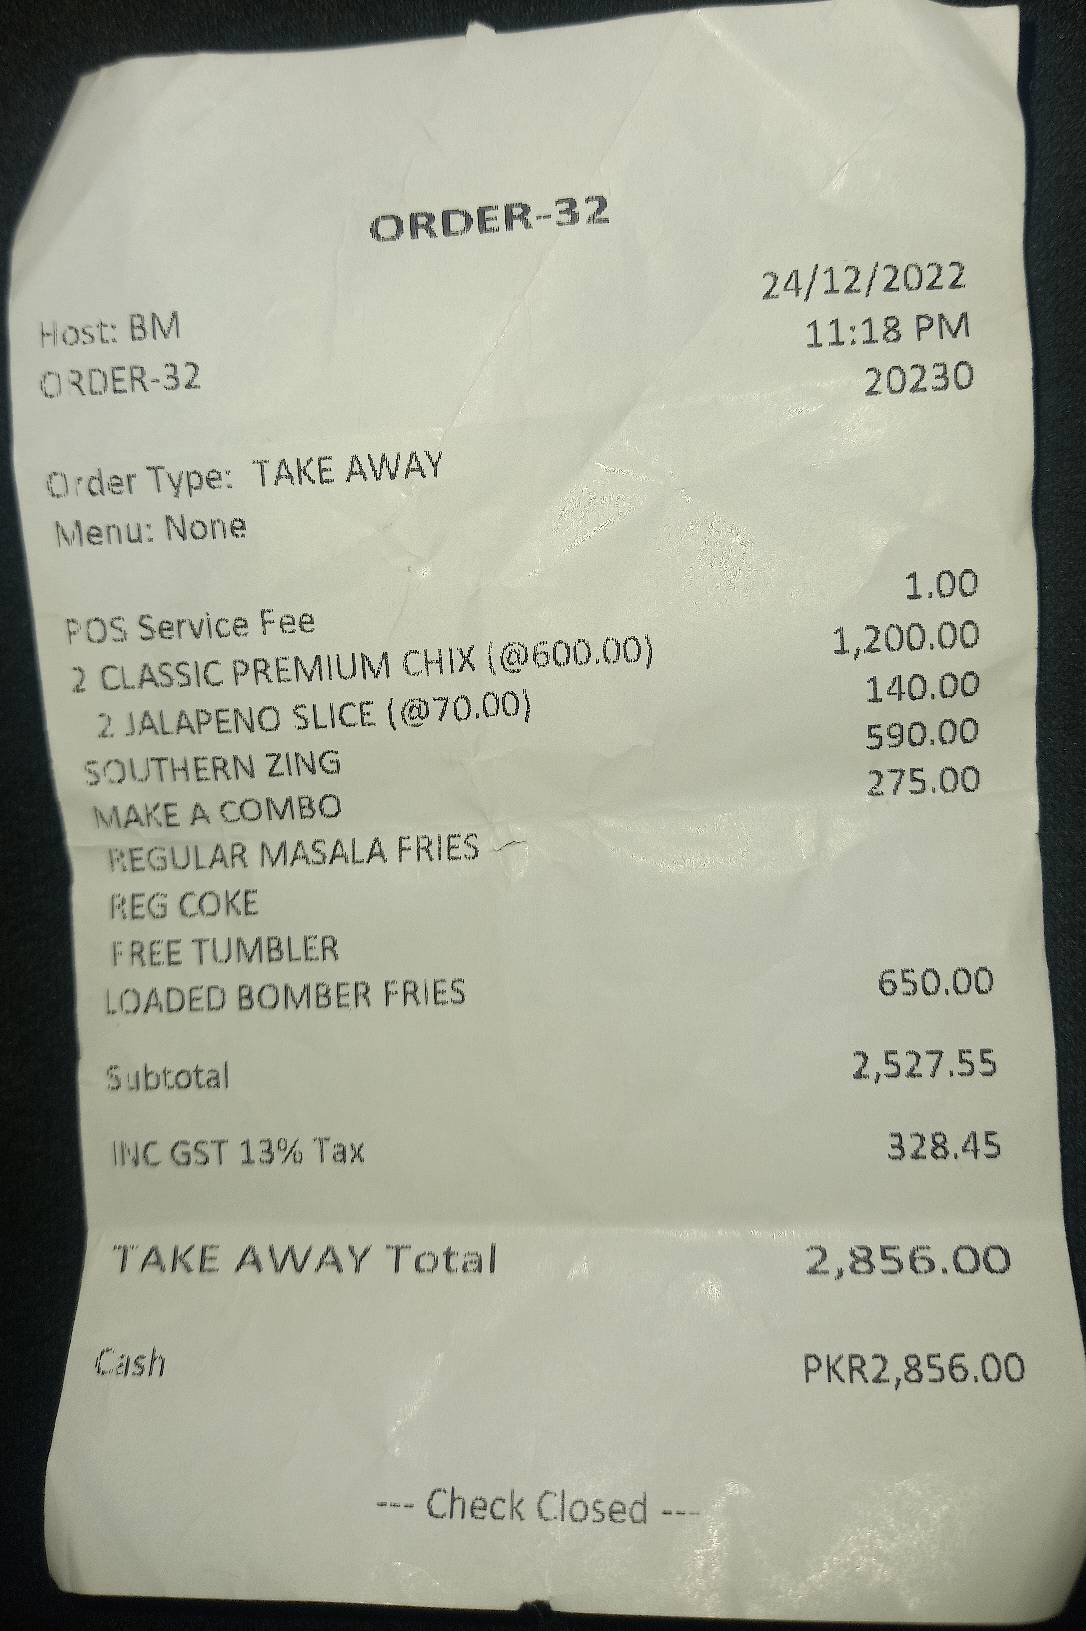 ORDER-32
24/12/2022
Host: BM 11:18 PM
ORDER-32 20230
Order Type: TAKE AWAY
Menu: None
POS Service Fee 1.00
2 CLASSIC PREMIUM CHIX (@600.00) 1,200.00
2 JALAPENO SLICE (@70.00) 140.00
SOUTHERN ZING 590.00
MAKE A COMBO 275.00
REGULAR MASALA FRIES
REG COKE
FREE TUMBLER
LOADED BOMBER FRIES 650.00
Subtotal 2,527.55
INC GST 13% Tax 328.45
TAKE AWAY Total 2,856.00
Cash PKR2,856.00
--- Check Closed ---